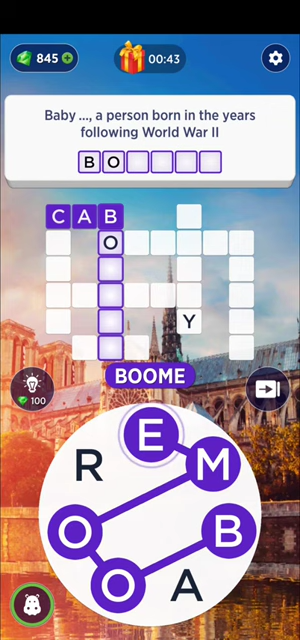 845
00:43
Baby ..., a person born in the years
following World War II
B O
C A B
O
Y
100
BOOME
E
R M
O B
O A